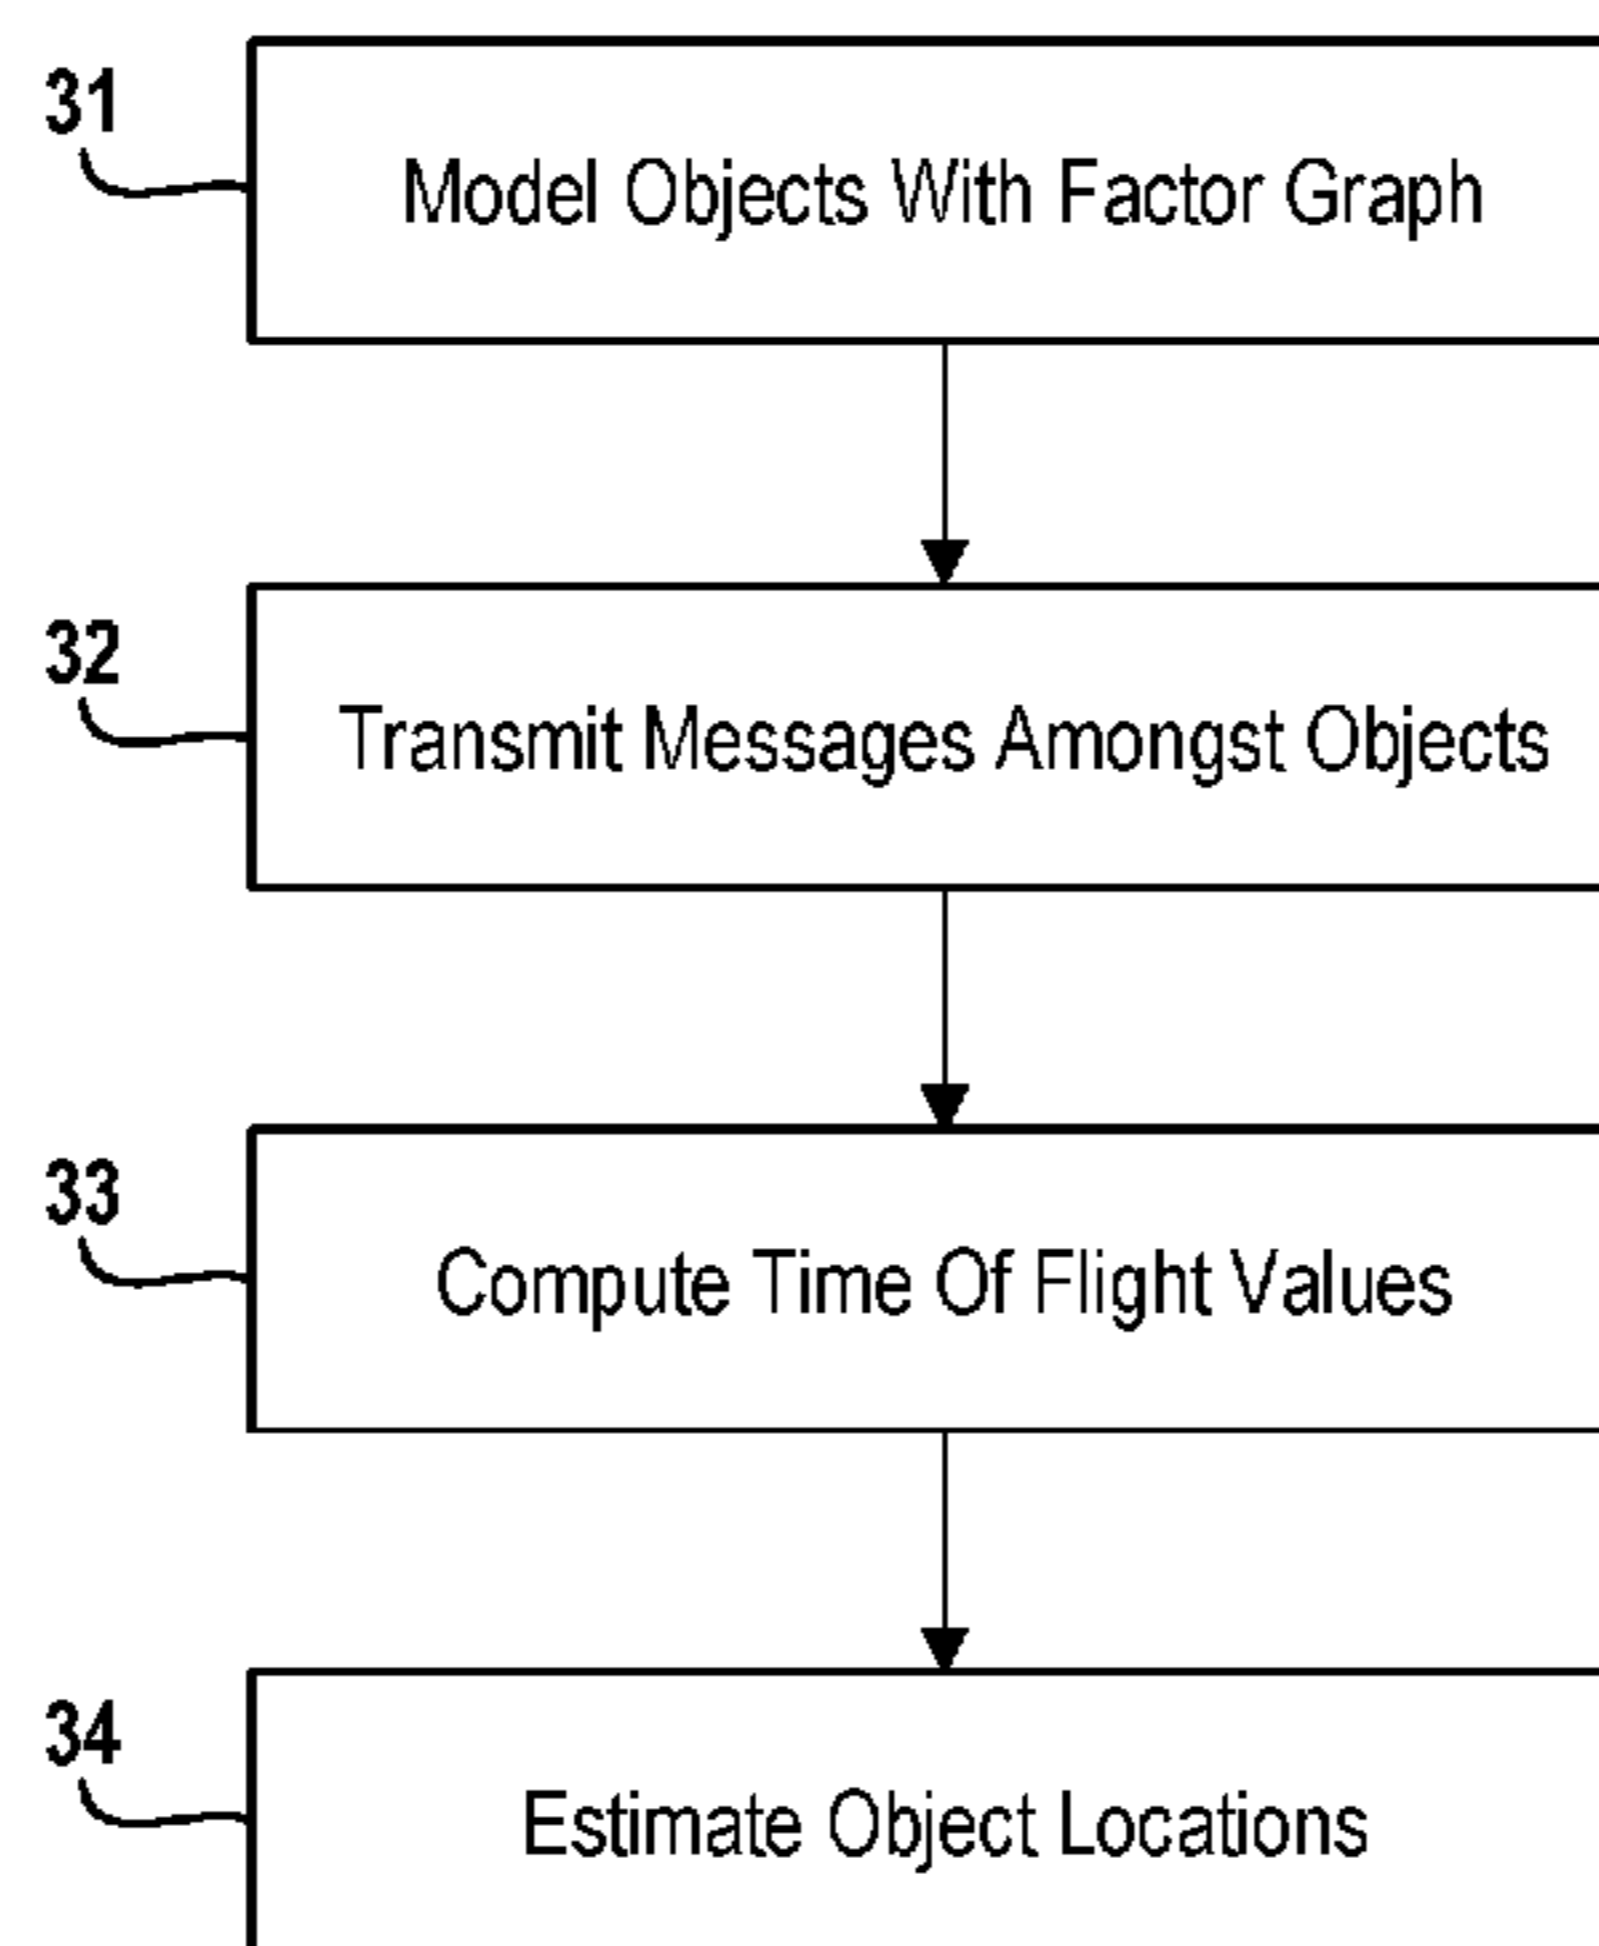 31
Model Objects With Factor Graph
32
Transmit Messages Amongst Objects
33
Compute Time Of Flight Values
34
Estimate Object Locations